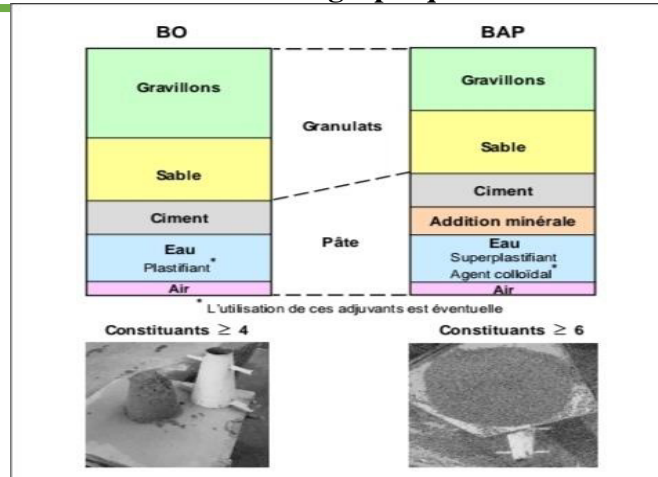 BO BAP
Gravillons
Gravillons
Granulats
Sable
Sable
Ciment
Ciment
Addition minérale
Pâte
Eau
Plastifiant*
Eau
Superplastifiant
Agent colloïdal*
Air
Air
* L'utilisation de ces adjuvants est éventuelle
Constituants ≥ 4
Constituants ≥ 6